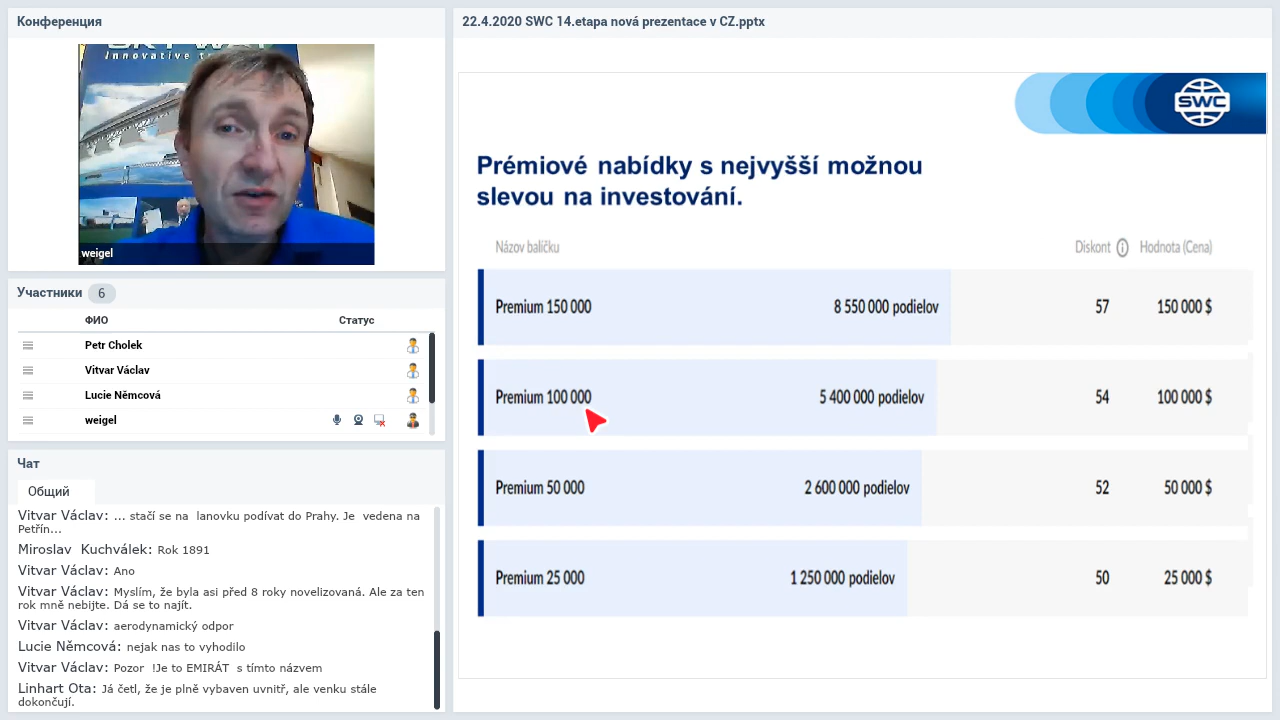 Конференция
SKY WAY
Innovative tr
weigel
Участники 6
ФИО Статус
Petr Cholek
Vitvar Václav
Lucie Němcová
weigel
Чат
Общий
Vitvar Václav: ... stačí se na lanovku podívat do Prahy. Je vedena na
Petřín...
Miroslav Kuchválek: Rok 1891
Vitvar Václav: Ano
Vitvar Václav: Myslím, že byla asi před 8 roky novelizovaná. Ale za ten
rok mně nebijte. Dá se to najít.
Vitvar Václav: aerodynamický odpor
Lucie Němcová: nejak nas to vyhodilo
Vitvar Václav: Pozor !Je to EMIRÁT s tímto názvem
Linhart Ota: Já četl, že je plně vybaven uvnitř, ale venku stále
dokončují.
22.4.2020 SWC 14.etapa nová prezentace v CZ.pptx
SWC
Prémiové nabídky s nejvyšší možnou
slevou na investování.
Názov balíčku Diskont Hodnota (Cena)
Premium 150 000 8 550 000 podielov 57 150 000 $
Premium 100 000 5 400 000 podielov 54 100 000 $
Premium 50 000 2 600 000 podielov 52 50 000 $
Premium 25 000 1 250 000 podielov 50 25 000 $